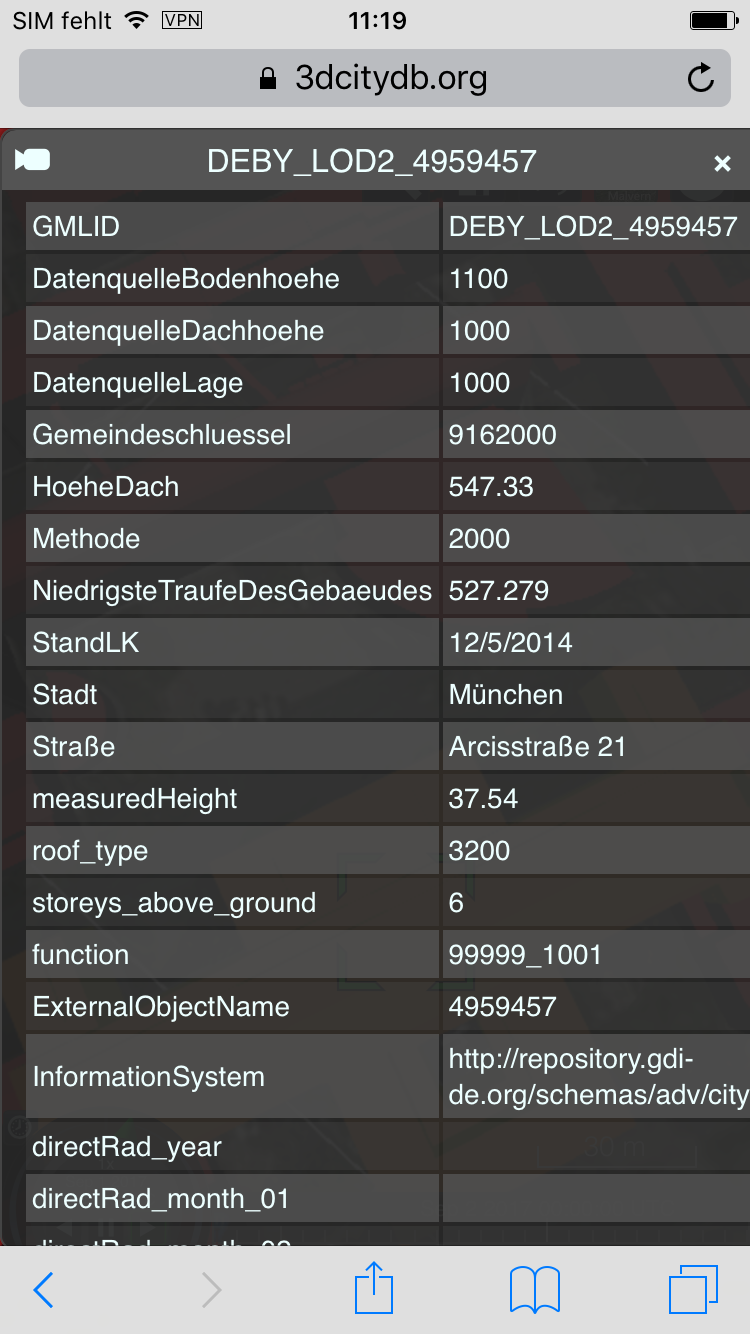 SIM fehlt VPN 11:19
3dcitydb.org
DEBY_LOD2_4959457 ×
GMLID DEBY_LOD2_4959457
DatenquelleBodenhoehe 1100
DatenquelleDachhoehe 1000
DatenquelleLage 1000
Gemeindeschluessel 9162000
HoeheDach 547.33
Methode 2000
NiedrigsteTraufeDesGebaeudes 527.279
StandLK 12/5/2014
Stadt München
Straße Arcisstraße 21
measuredHeight 37.54
roof_type 3200
storeys_above_ground 6
function 99999_1001
ExternalObjectName 4959457
InformationSystem http://repository.gdi-
de.org/schemas/adv/city
directRad_year
30 m
directRad_month_01